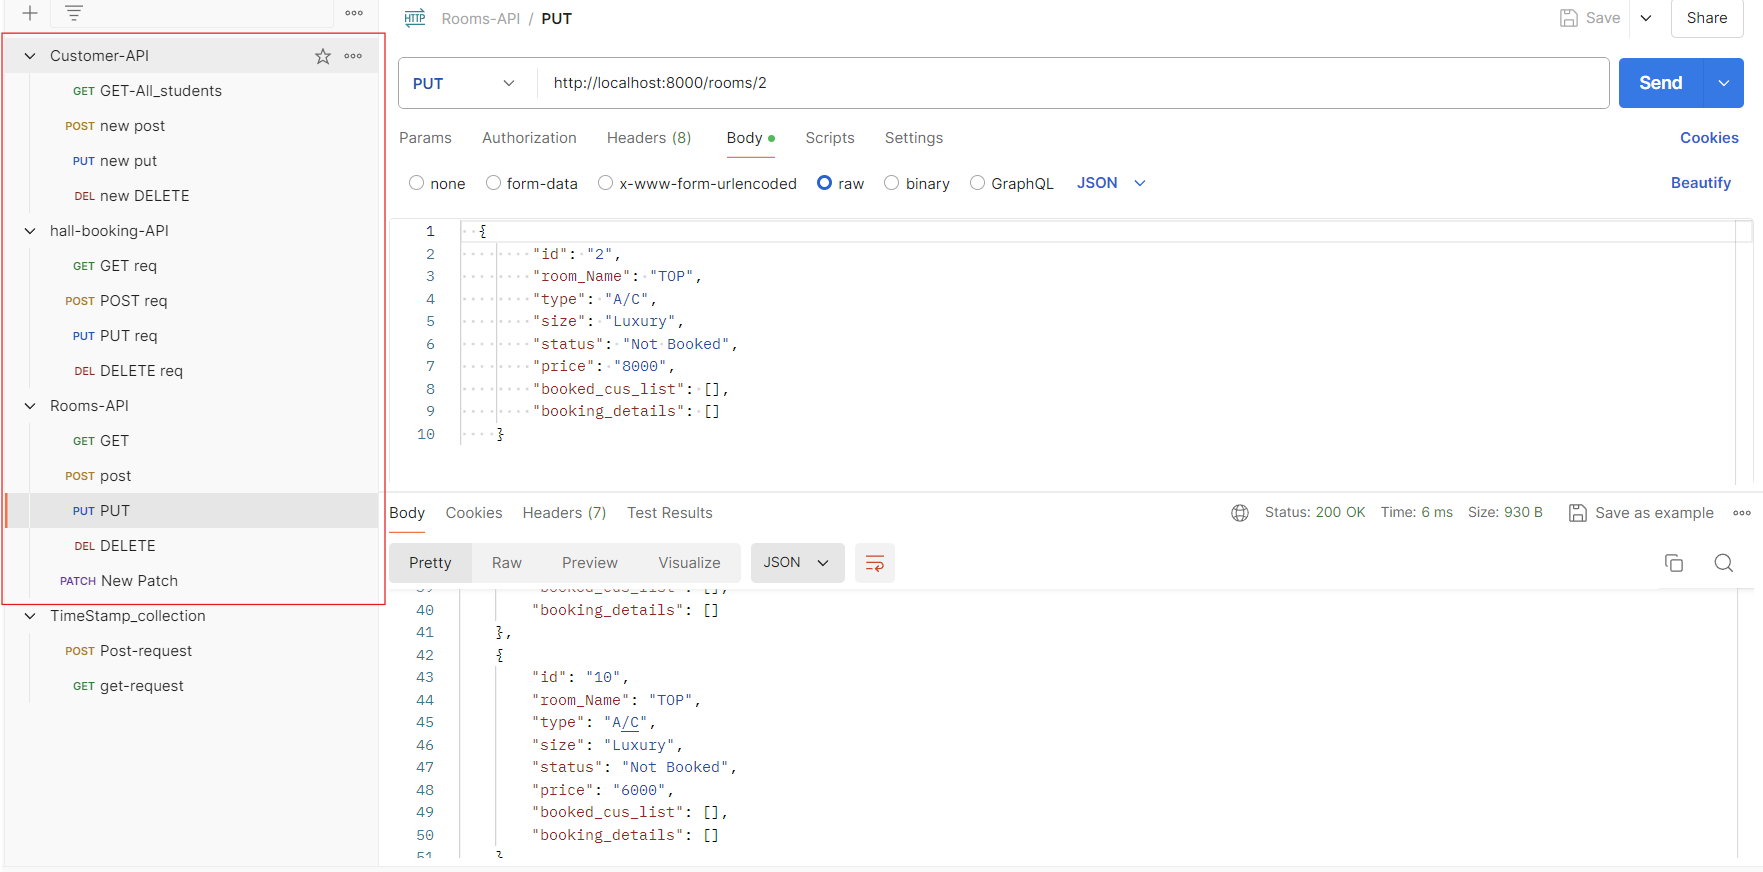 Rooms-API / PUT
Save
Share
Customer-API
GET GET-All_students
POST new post
PUT new put
DEL new DELETE
hall-booking-API
GET GET req
POST POST req
PUT PUT req
DEL DELETE req
Rooms-API
GET GET
POST post
PUT PUT
DEL DELETE
PATCH New Patch
TimeStamp_collection
POST Post-request
GET get-request
PUT http://localhost:8000/rooms/2
Send
Params Authorization Headers (8) Body Scripts Settings Cookies
none form-data x-www-form-urlencoded raw binary GraphQL JSON Beautify
1 {
2 "id": "2",
3 "room_Name": "TOP",
4 "type": "A/C",
5 "size": "Luxury",
6 "status": "Not Booked",
7 "price": "8000",
8 "booked_cus_list": [],
9 "booking_details": []
10 }
Body Cookies Headers (7) Test Results Status: 200 OK Time: 6 ms Size: 930 B Save as example
Pretty Raw Preview Visualize JSON
39 "booked_cus_list": [],
40 "booking_details": []
41 },
42 {
43 "id": "10",
44 "room_Name": "TOP",
45 "type": "A/C",
46 "size": "Luxury",
47 "status": "Not Booked",
48 "price": "6000",
49 "booked_cus_list": [],
50 "booking_details": []
51 }